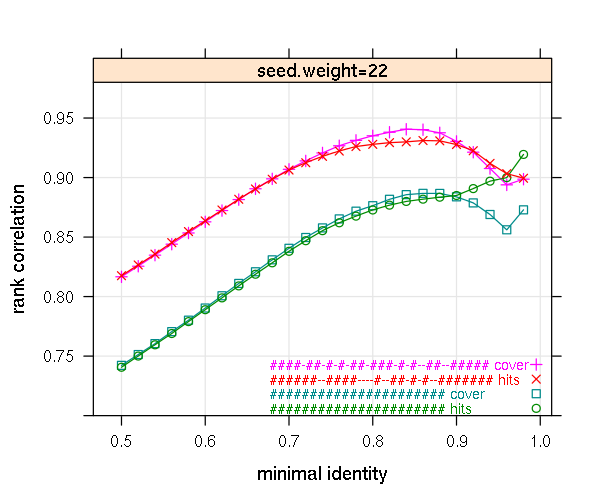 seed.weight=22
rank correlation
0.95
0.90
0.85
0.80
0.75
####-##-#-#-##-###-#-#--##--##### cover
######--####----#--##-#-#--####### hits
###################### cover
###################### hits
0.5 0.6 0.7 0.8 0.9 1.0
minimal identity